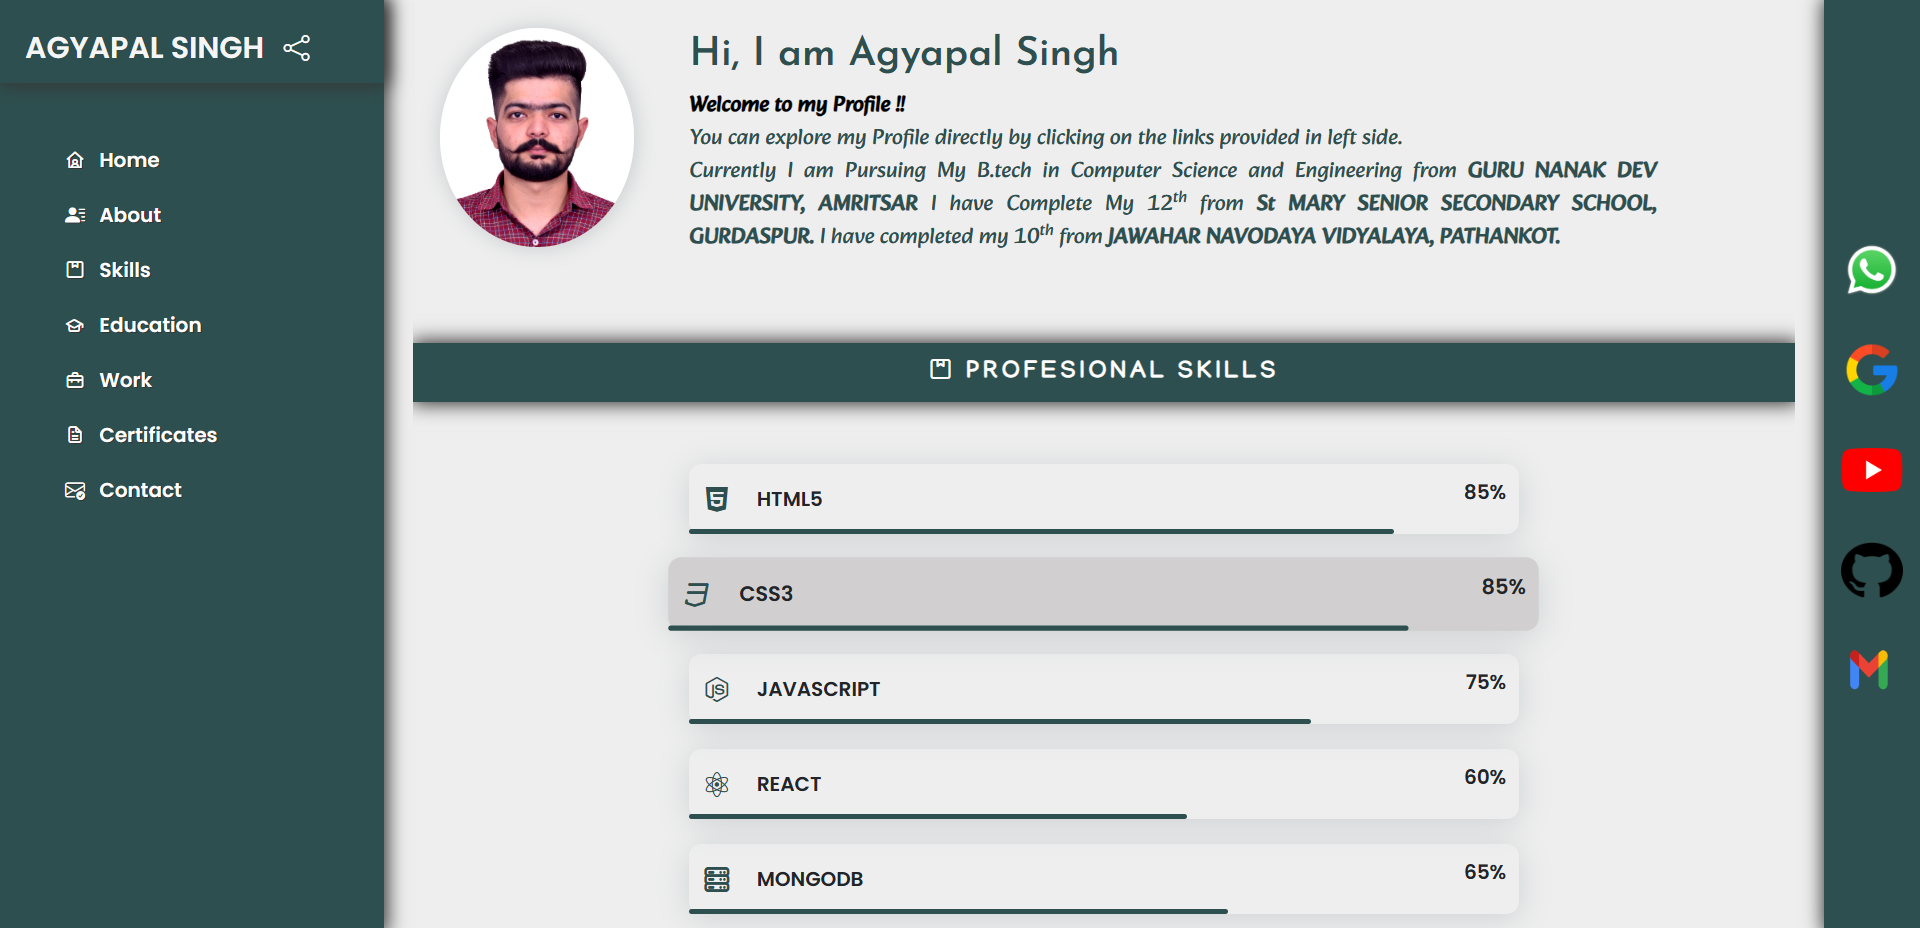 AGYAPAL SINGH
Home
About
Skills
Education
Work
Certificates
Contact
Hi, I am Agyapal Singh
Welcome to my Profile !!
You can explore my Profile directly by clicking on the links provided in left side.
Currently I am Pursuing My B.tech in Computer Science and Engineering from GURU NANAK DEV
UNIVERSITY, AMRITSAR I have Complete My 12th from St MARY SENIOR SECONDARY SCHOOL,
GURDASPUR. I have completed my 10th from JAWAHAR NAVODAYA VIDYALAYA, PATHANKOT.
PROFESIONAL SKILLS
HTML5 85%
CSS3 85%
JAVASCRIPT 75%
REACT 60%
MONGODB 65%